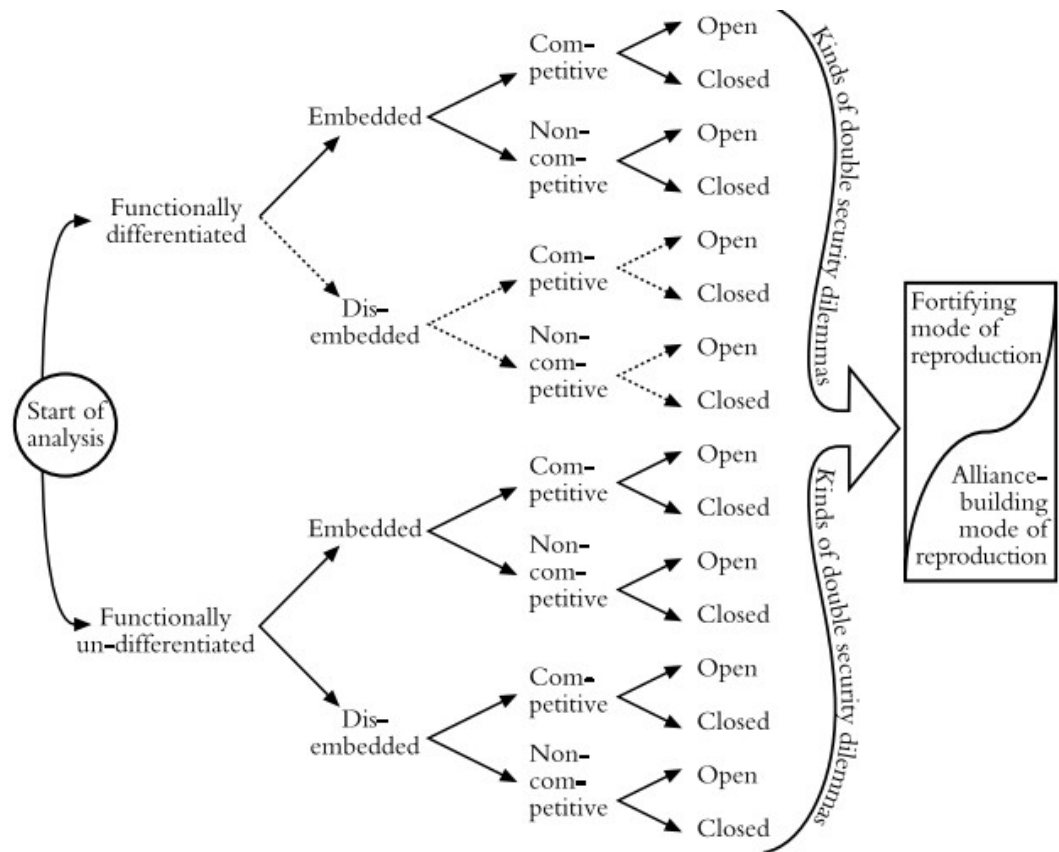 Start of
analysis
Functionally
differentiated
Embedded
Com-
petitive
Open
Closed
Non-
com-
petitive
Open
Closed
Dis-
embedded
Com-
petitive
Open
Closed
Non-
com-
petitive
Open
Closed
Functionally
un-differentiated
Embedded
Com-
petitive
Open
Closed
Non-
com-
petitive
Open
Closed
Dis-
embedded
Com-
petitive
Open
Closed
Non-
com-
petitive
Open
Closed
Kinds of double security dilemmas
Kinds of double security dilemmas
Fortifying
mode of
reproduction
Alliance-
building
mode of
reproduction